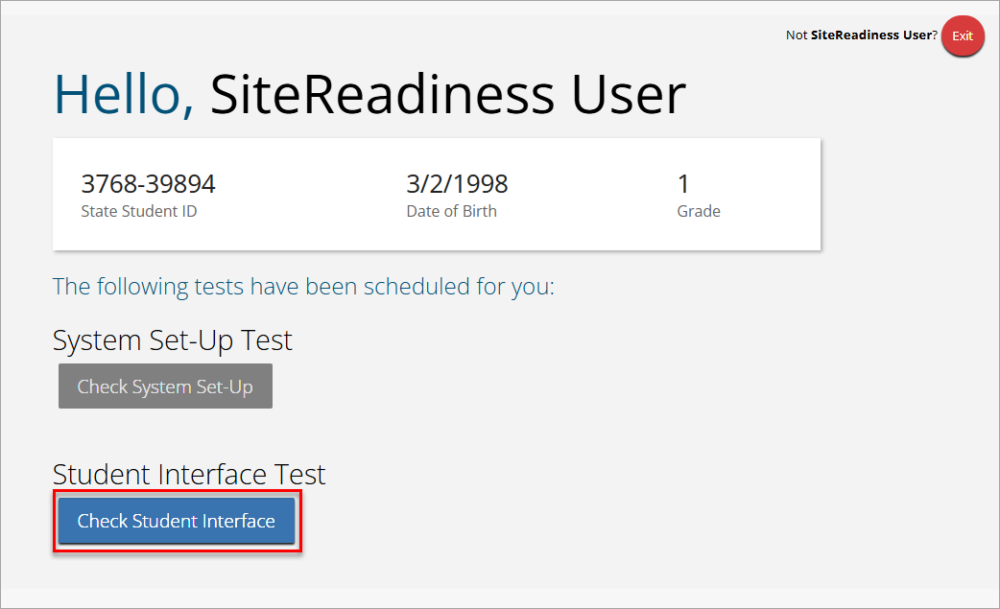 Not SiteReadiness User?
Exit
Hello, SiteReadiness User
3768-39894
State Student ID
3/2/1998
Date of Birth
1
Grade
The following tests have been scheduled for you:
System Set-Up Test
Check System Set-Up
Student Interface Test
Check Student Interface